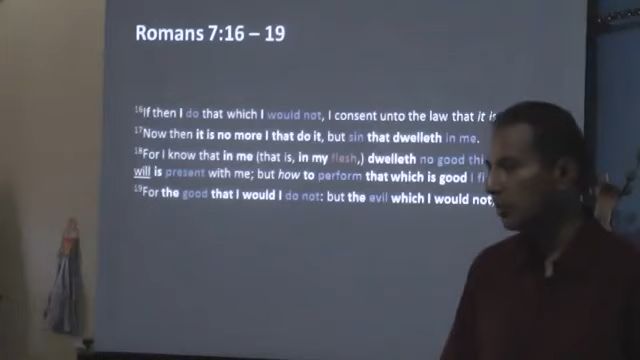 Romans 7:16 – 19
16If then I do that which I would not, I consent unto the law that it is
17Now then it is no more I that do it, but sin that dwelleth in me.
18For I know that in me (that is, in my flesh,) dwelleth no good thi
will is present with me; but how to perform that which is good I fi
19For the good that I would I do not: but the evil which I would not,